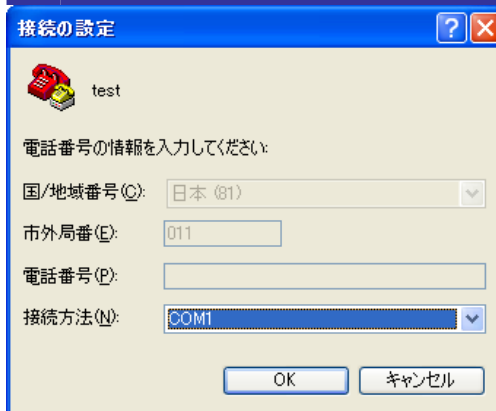 接続の設定
test
電話番号の情報を入力してください:
国/地域番号(C): 日本 (81)
市外局番(E): 011
電話番号(P):
接続方法(N): COM1
OK キャンセル